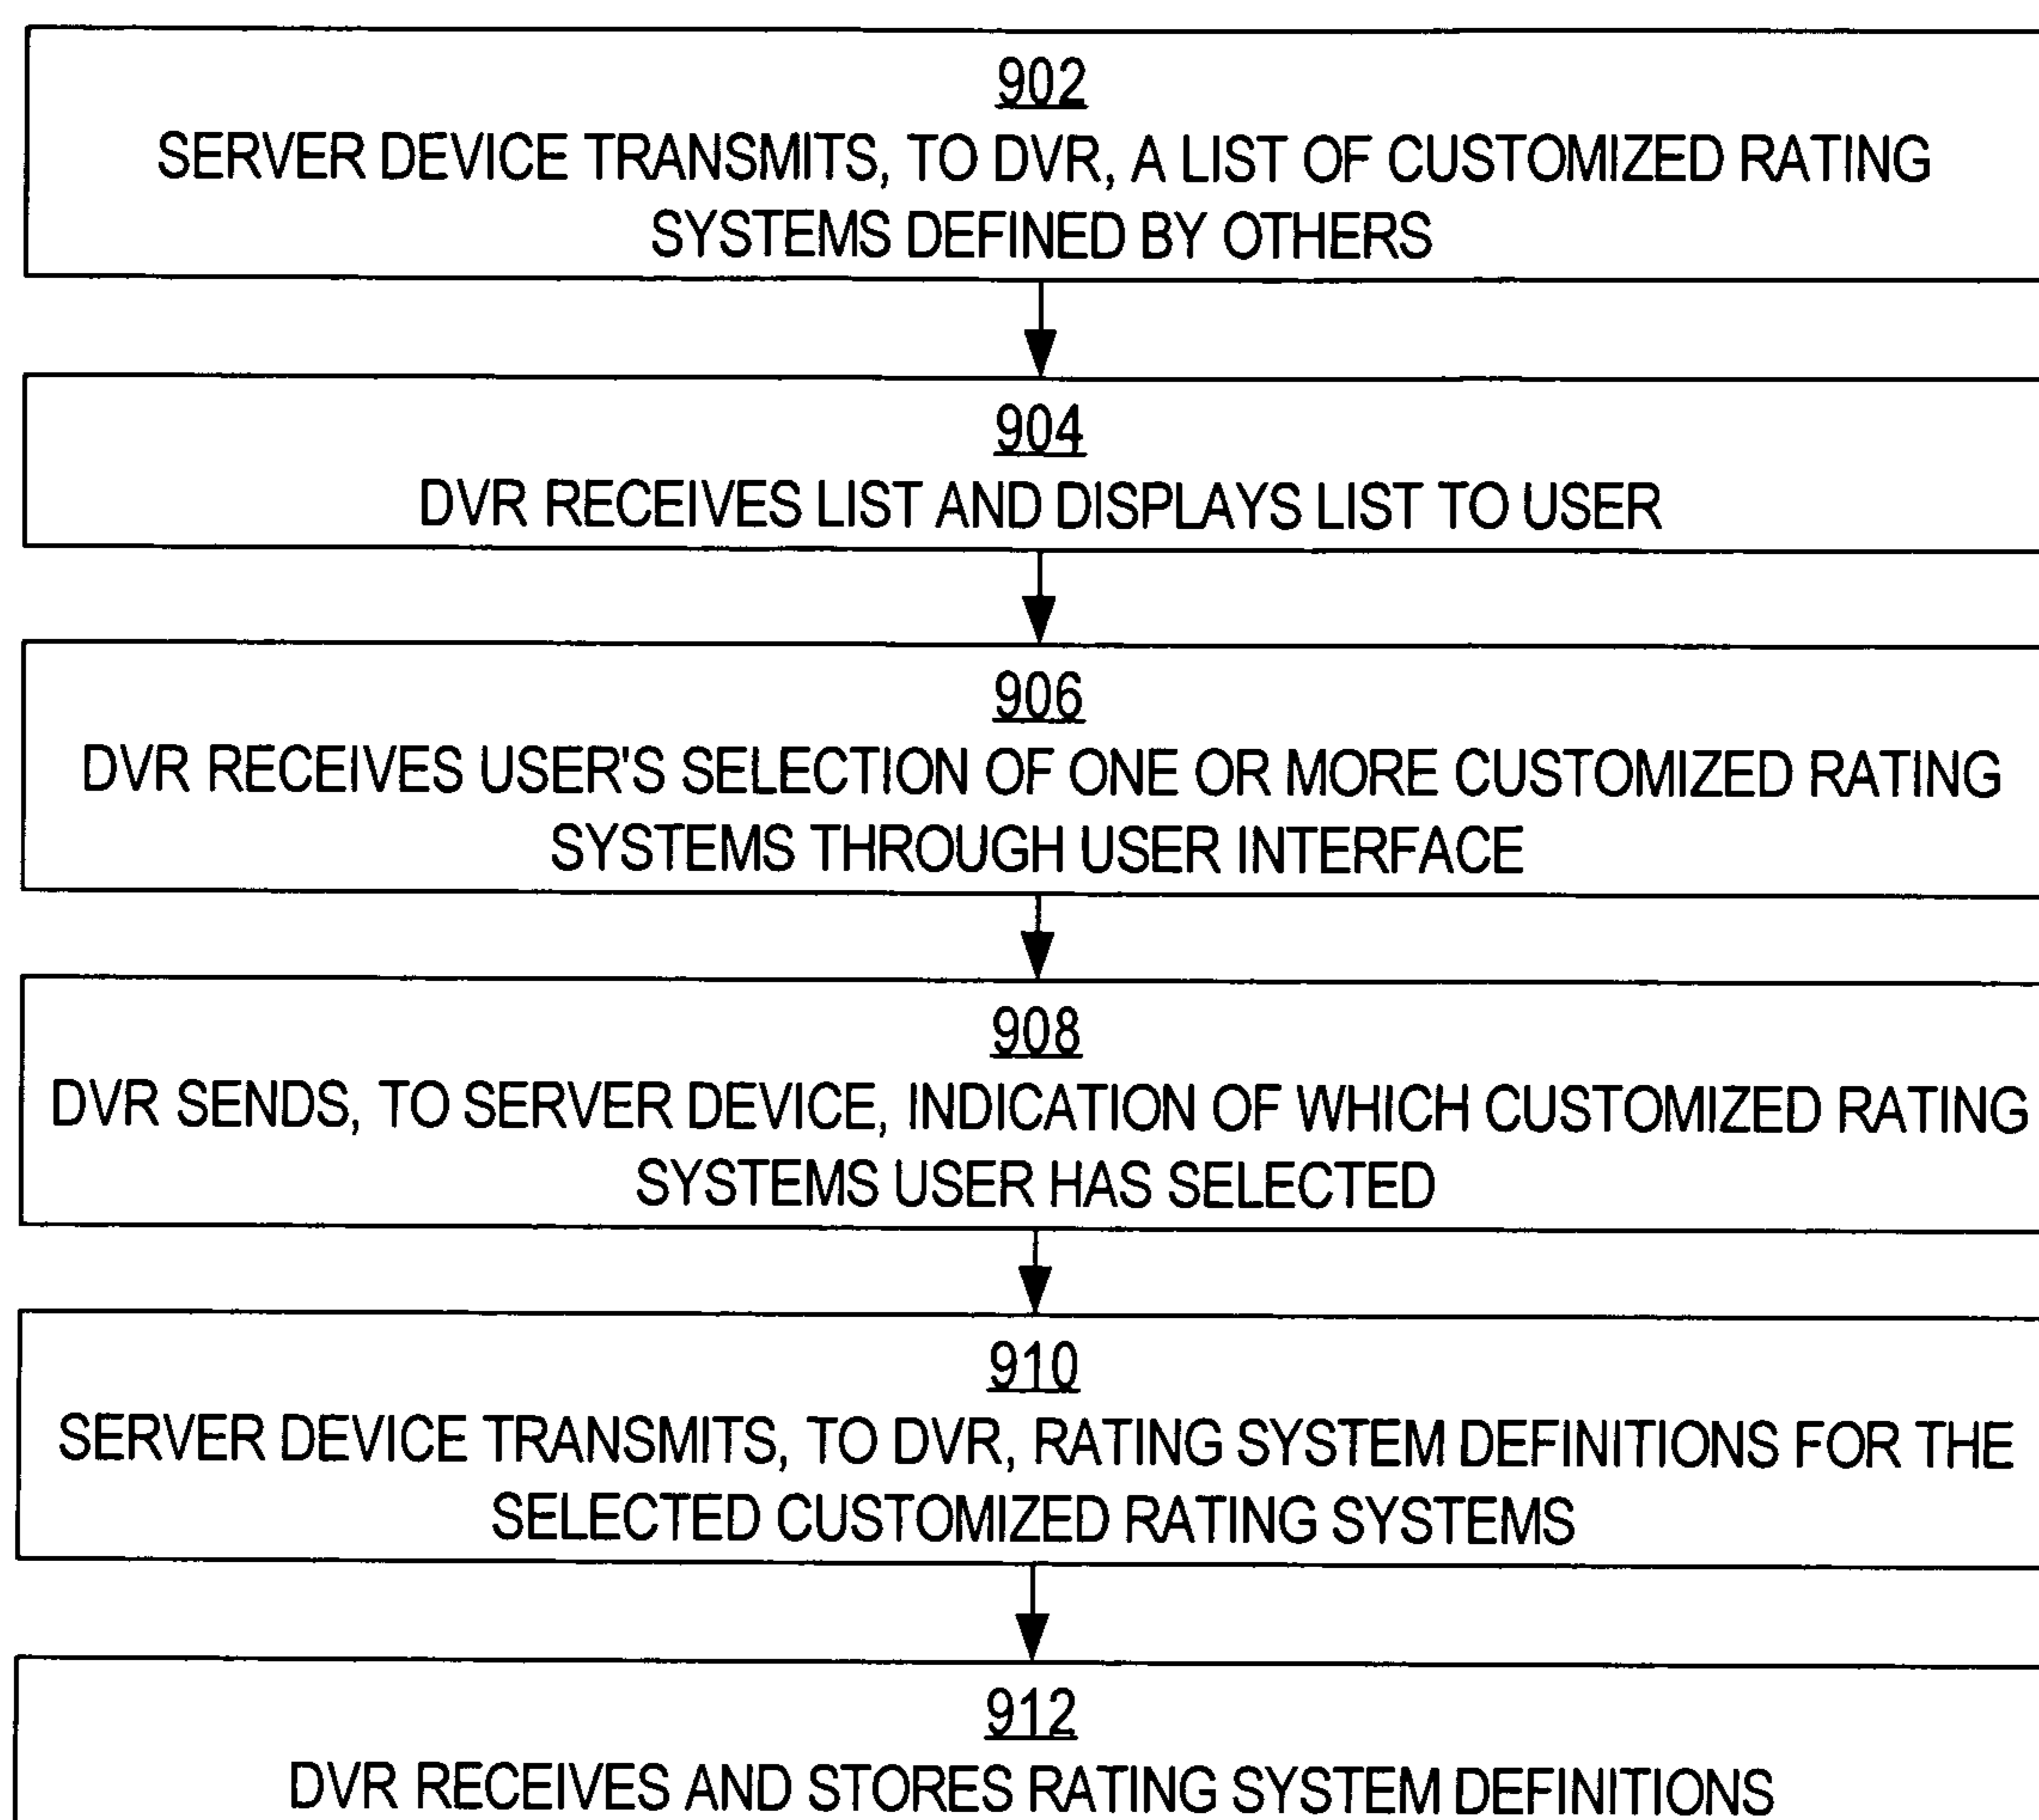 902
SERVER DEVICE TRANSMITS, TO DVR, A LIST OF CUSTOMIZED RATING
SYSTEMS DEFINED BY OTHERS
904
DVR RECEIVES LIST AND DISPLAYS LIST TO USER
906
DVR RECEIVES USER'S SELECTION OF ONE OR MORE CUSTOMIZED RATING
SYSTEMS THROUGH USER INTERFACE
908
DVR SENDS, TO SERVER DEVICE, INDICATION OF WHICH CUSTOMIZED RATING
SYSTEMS USER HAS SELECTED
910
SERVER DEVICE TRANSMITS, TO DVR, RATING SYSTEM DEFINITIONS FOR THE
SELECTED CUSTOMIZED RATING SYSTEMS
912
DVR RECEIVES AND STORES RATING SYSTEM DEFINITIONS